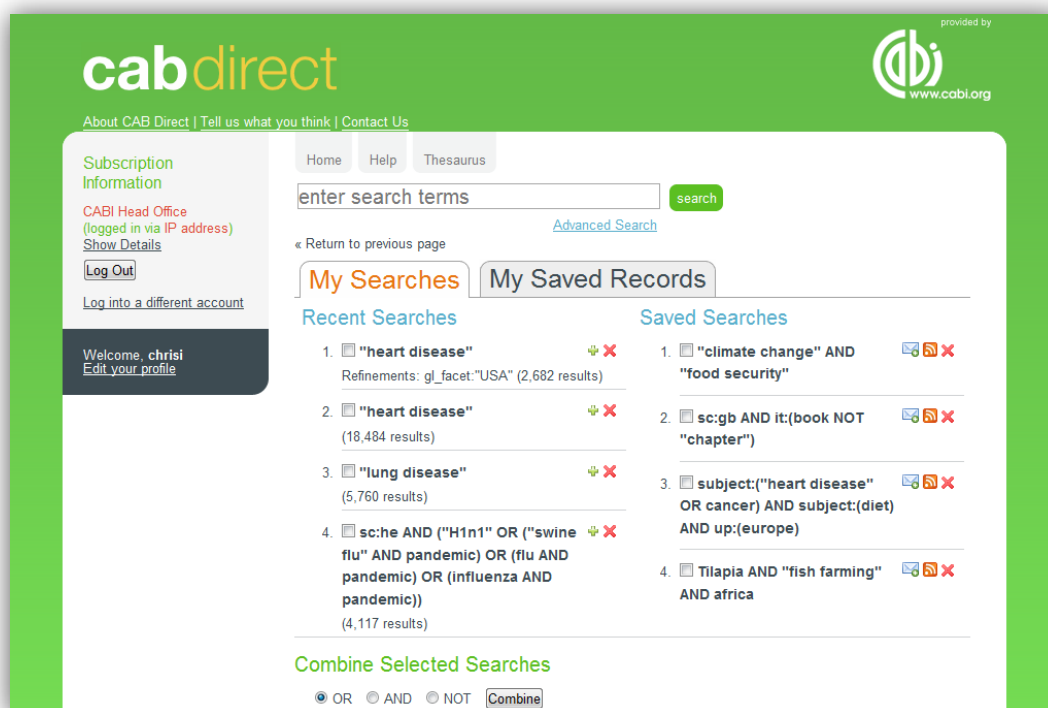 provided by
cabdirect
cabi
www.cabi.org
About CAB Direct | Tell us what you think | Contact Us
Subscription
Information
CABI Head Office
(logged in via IP address)
Show Details
Log Out
Log into a different account
Welcome, chrisi
Edit your profile
Home Help Thesaurus
enter search terms search
Advanced Search
« Return to previous page
My Searches My Saved Records
Recent Searches
1. "heart disease"
Refinements: gl_facet:"USA" (2,682 results)
2. "heart disease"
(18,484 results)
3. "lung disease"
(5,760 results)
4. sc:he AND ("H1n1" OR ("swine
flu" AND pandemic) OR (flu AND
pandemic) OR (influenza AND
pandemic))
(4,117 results)
Saved Searches
1. "climate change" AND
"food security"
2. sc:gb AND it:(book NOT
"chapter")
3. subject:("heart disease"
OR cancer) AND subject:(diet)
AND up:(europe)
4. Tilapia AND "fish farming"
AND africa
Combine Selected Searches
OR AND NOT Combine